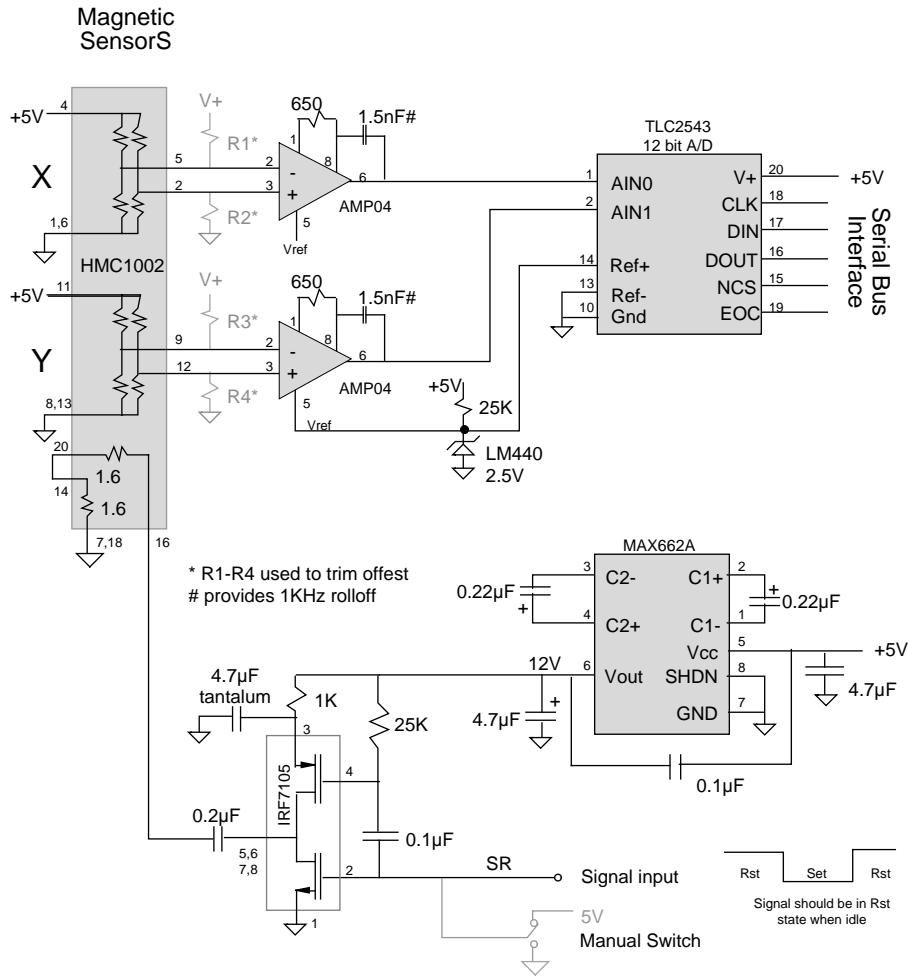 Magnetic
SensorS
+5V
4
X
5
2
1,6
HMC1002
+5V
11
Y
9
12
8,13
20
1.6
14
1.6
7,18
16
V+
R1*
R2*
V+
R3*
R4*
650
1.5nF#
1
8
2
-
3
+
6
5
AMP04
Vref
650
1.5nF#
1
8
2
-
3
+
6
5
AMP04
Vref
+5V
25K
LM440
2.5V
TLC2543
12 bit A/D
1
AIN0
2
AIN1
14
Ref+
13
Ref-
10
Gnd
V+
20
+5V
CLK
18
DIN
17
DOUT
16
NCS
15
EOC
19
Serial Bus
Interface
* R1-R4 used to trim offest
# provides 1KHz rolloff
MAX662A
3
C2-
C1+
2
0.22µF
+
+
0.22µF
4
C2+
C1-
1
Vcc
5
+5V
12V
6
Vout
SHDN
8
GND
7
4.7µF
4.7µF
+
0.1µF
4.7µF
tantalum
1K
25K
3
IRF7105
4
0.2µF
0.1µF
5,6
7,8
2
1
SR
Signal input
5V
Manual Switch
Rst
Set
Rst
Signal should be in Rst
state when idle